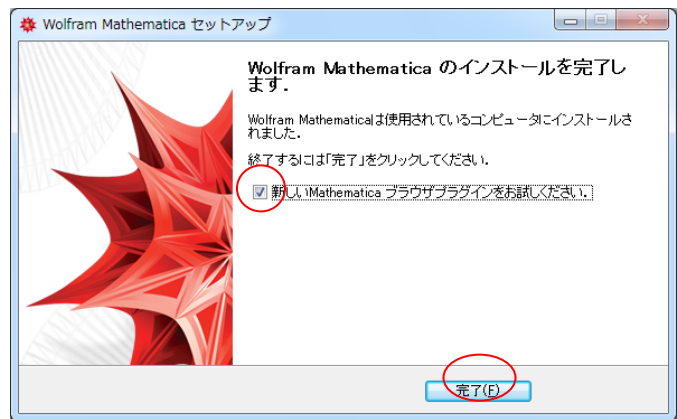 Wolfram Mathematica セットアップ
Wolfram Mathematica のインストールを完了し
ます.
Wolfram Mathematicaは使用されているコンピュータにインストールさ
れました.
終了するには「完了」をクリックしてください.
新しいMathematica ブラウザプラグインをお試しください.
完了(F)